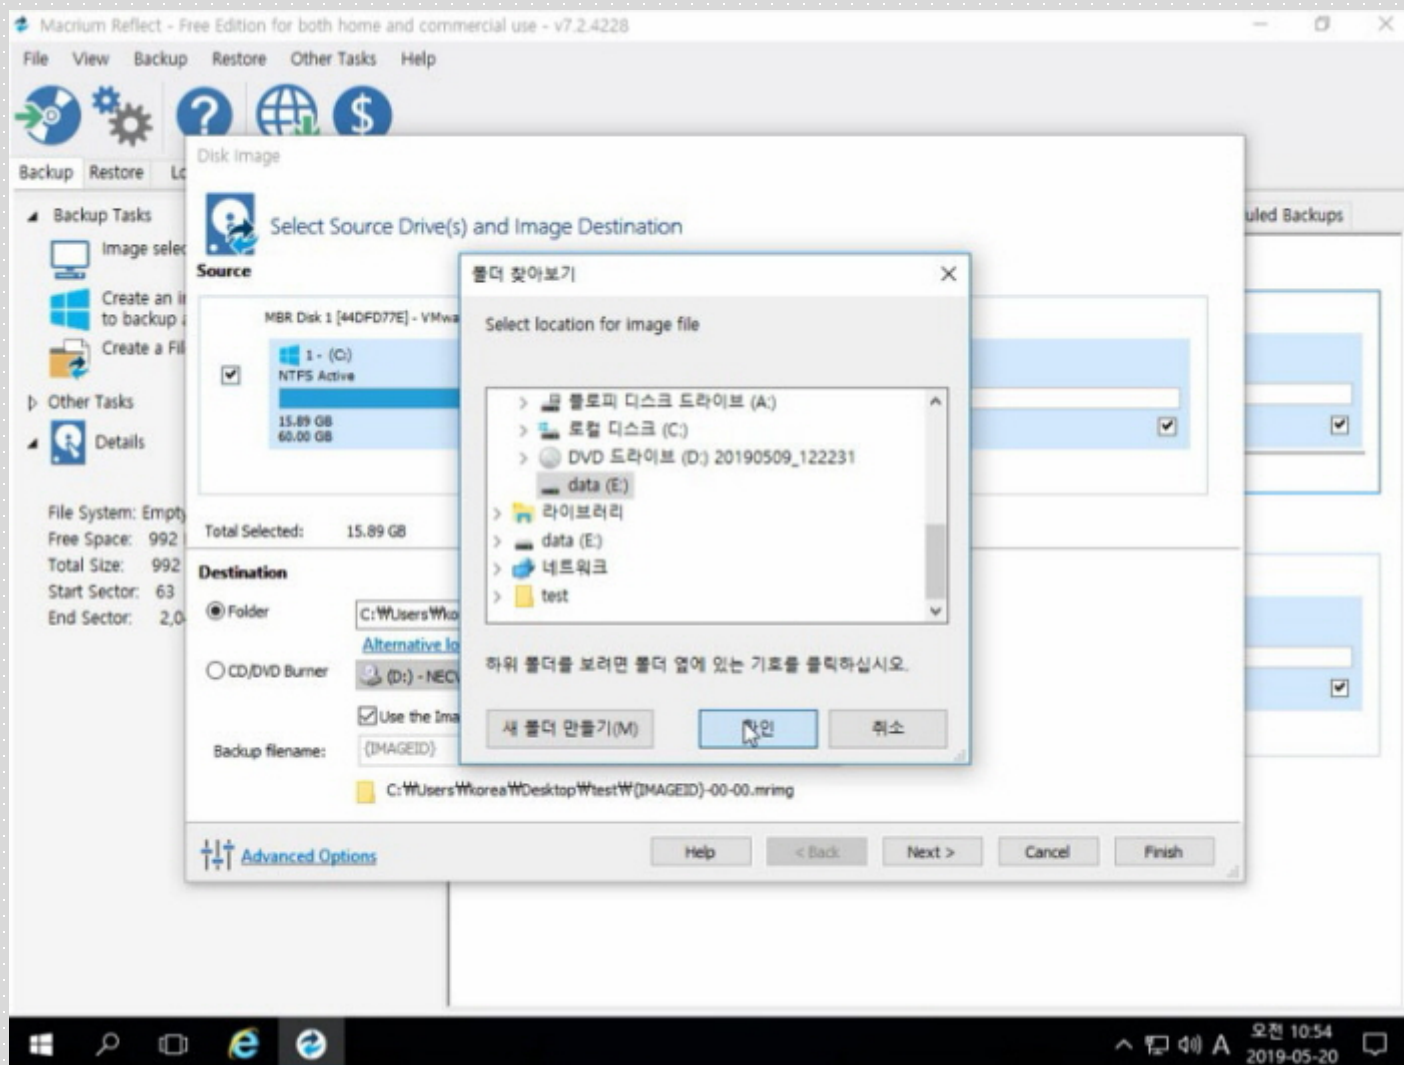 Macrium Reflect - Free Edition for both home and commercial use - v7.2.4228
File View Backup Restore Other Tasks Help
Backup Restore
uled Backups
Backup Tasks
Image selec
Create an i
to backup
Create a Fil
Other Tasks
Details
File System: Empty
Free Space: 992
Total Size: 992
Start Sector: 63
End Sector: 2,0
Disk Image
Select Source Drive(s) and Image Destination
Source
MBR Disk 1 [44DFD77E] - VMwa
1 - (C:)
NTFS Active
15.89 GB
60.00 GB
Total Selected: 15.89 GB
Destination
Folder
C:₩Users₩ko
Alternative lo
CD/DVD Burner
(D:) - NECV
Use the Ima
Backup filename: {IMAGEID}
C:₩Users₩korea₩Desktop₩test₩{IMAGEID}-00-00.mrimg
Advanced Options
Help < Back Next > Cancel Finish
폴더 찾아보기
Select location for image file
플로피 디스크 드라이브 (A:)
로컬 디스크 (C:)
DVD 드라이브 (D:) 20190509_122231
data (E:)
라이브러리
data (E:)
네트워크
test
하위 폴더를 보려면 폴더 옆에 있는 기호를 클릭하십시오.
새 폴더 만들기(M) 확인 취소
A 오전 10:54
2019-05-20